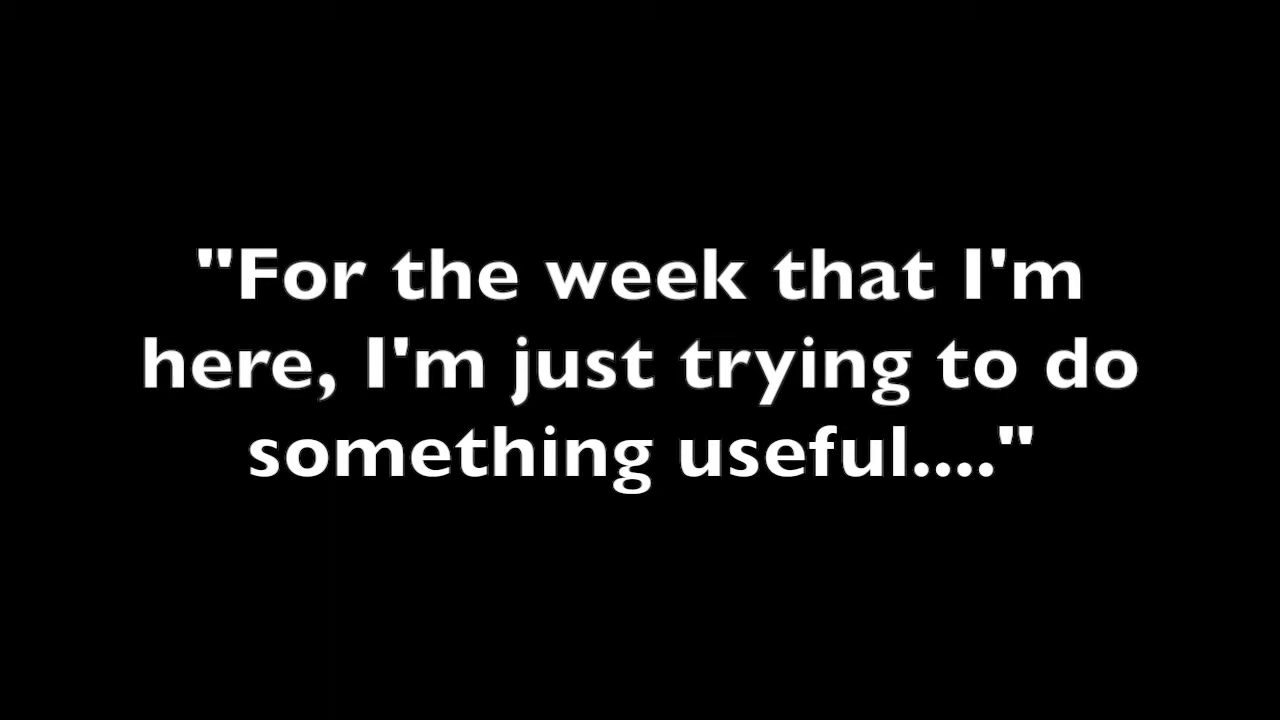 "For the week that I'm
here, I'm just trying to do
something useful...."